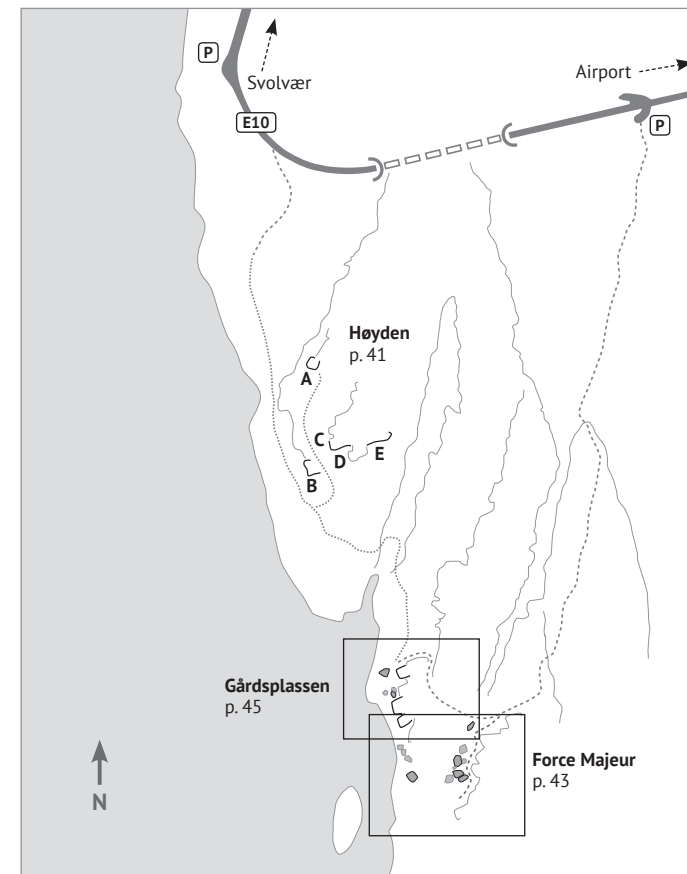 P
Svolvær
Airport
E10
P
Høyden
p. 41
A
C
D
E
B
Gårdsplassen
p. 45
Force Majeur
p. 43
N